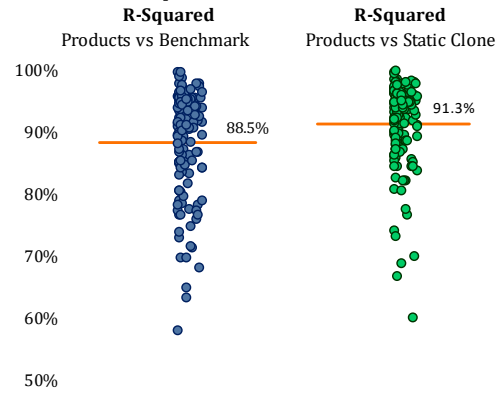 R-Squared
Products vs Benchmark
R-Squared
Products vs Static Clone
100%
90%
80%
70%
60%
50%
88.5%
91.3%